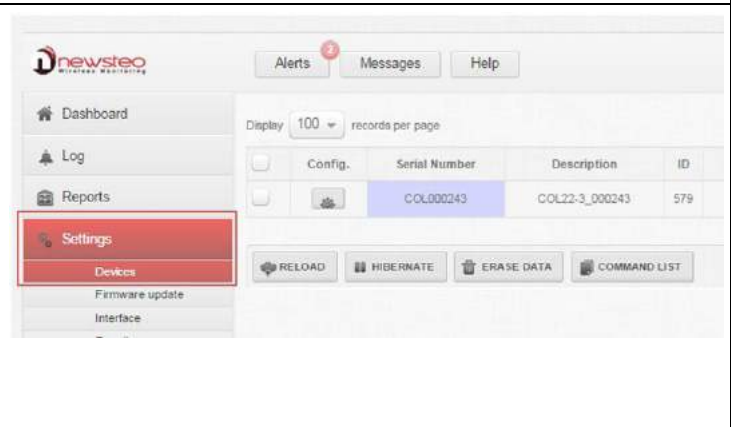 newsteo
Wireless Monitoring
Alerts 2 Messages Help
Dashboard
Log
Reports
Settings
Devices
Firmware update
Interface
Display 100 records per page
Config. Serial Number Description ID
COL000243 COL22-3_000243 579
RELOAD HIBERNATE ERASE DATA COMMAND LIST